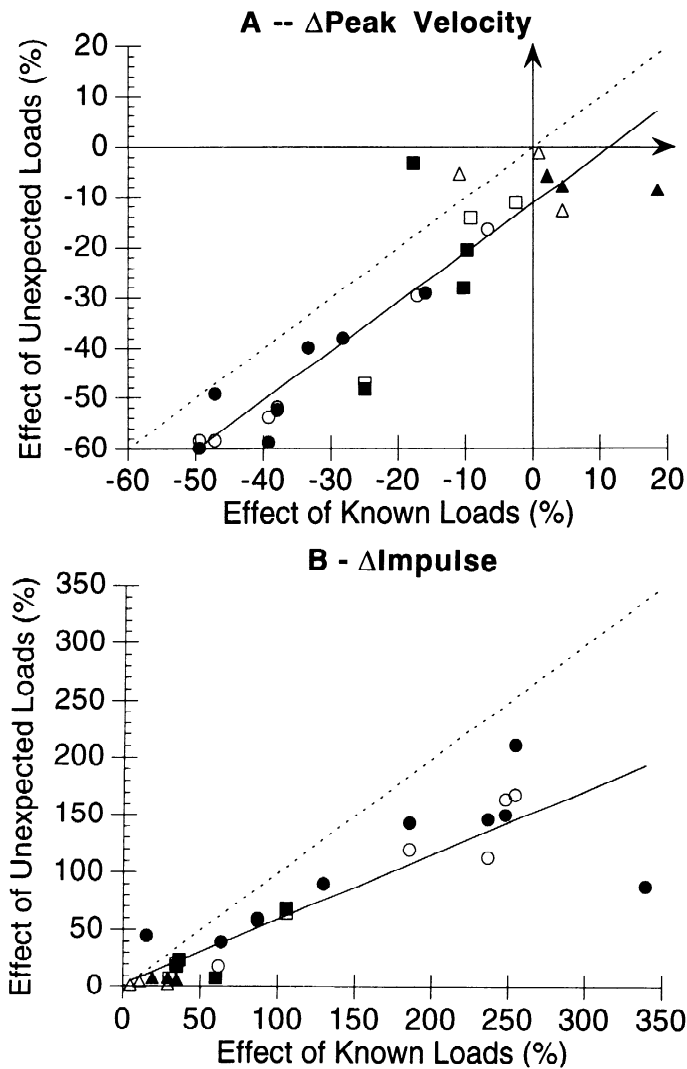 A -- ΔPeak Velocity
20
10
0
-10
-20
-30
-40
-50
-60
Effect of Unexpected Loads (%)
-60 -50 -40 -30 -20 -10 0 10 20
Effect of Known Loads (%)
B - ΔImpulse
350
300
250
200
150
100
50
0
Effect of Unexpected Loads (%)
0 50 100 150 200 250 300 350
Effect of Known Loads (%)